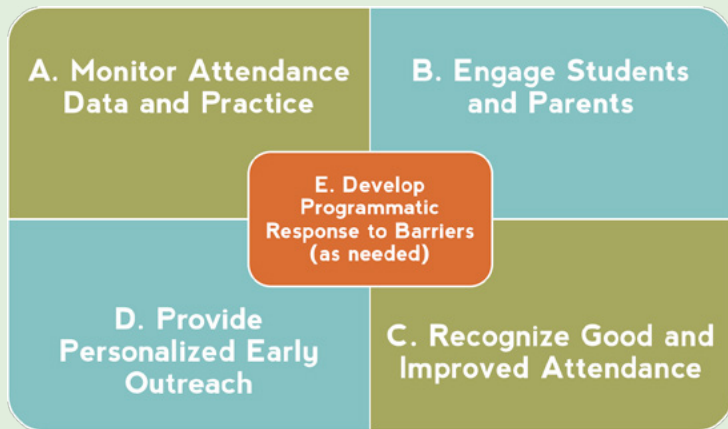 A. Monitor Attendance
Data and Practice
B. Engage Students
and Parents
E. Develop
Programmatic
Response to Barriers
(as needed)
D. Provide
Personalized Early
Outreach
C. Recognize Good and
Improved Attendance